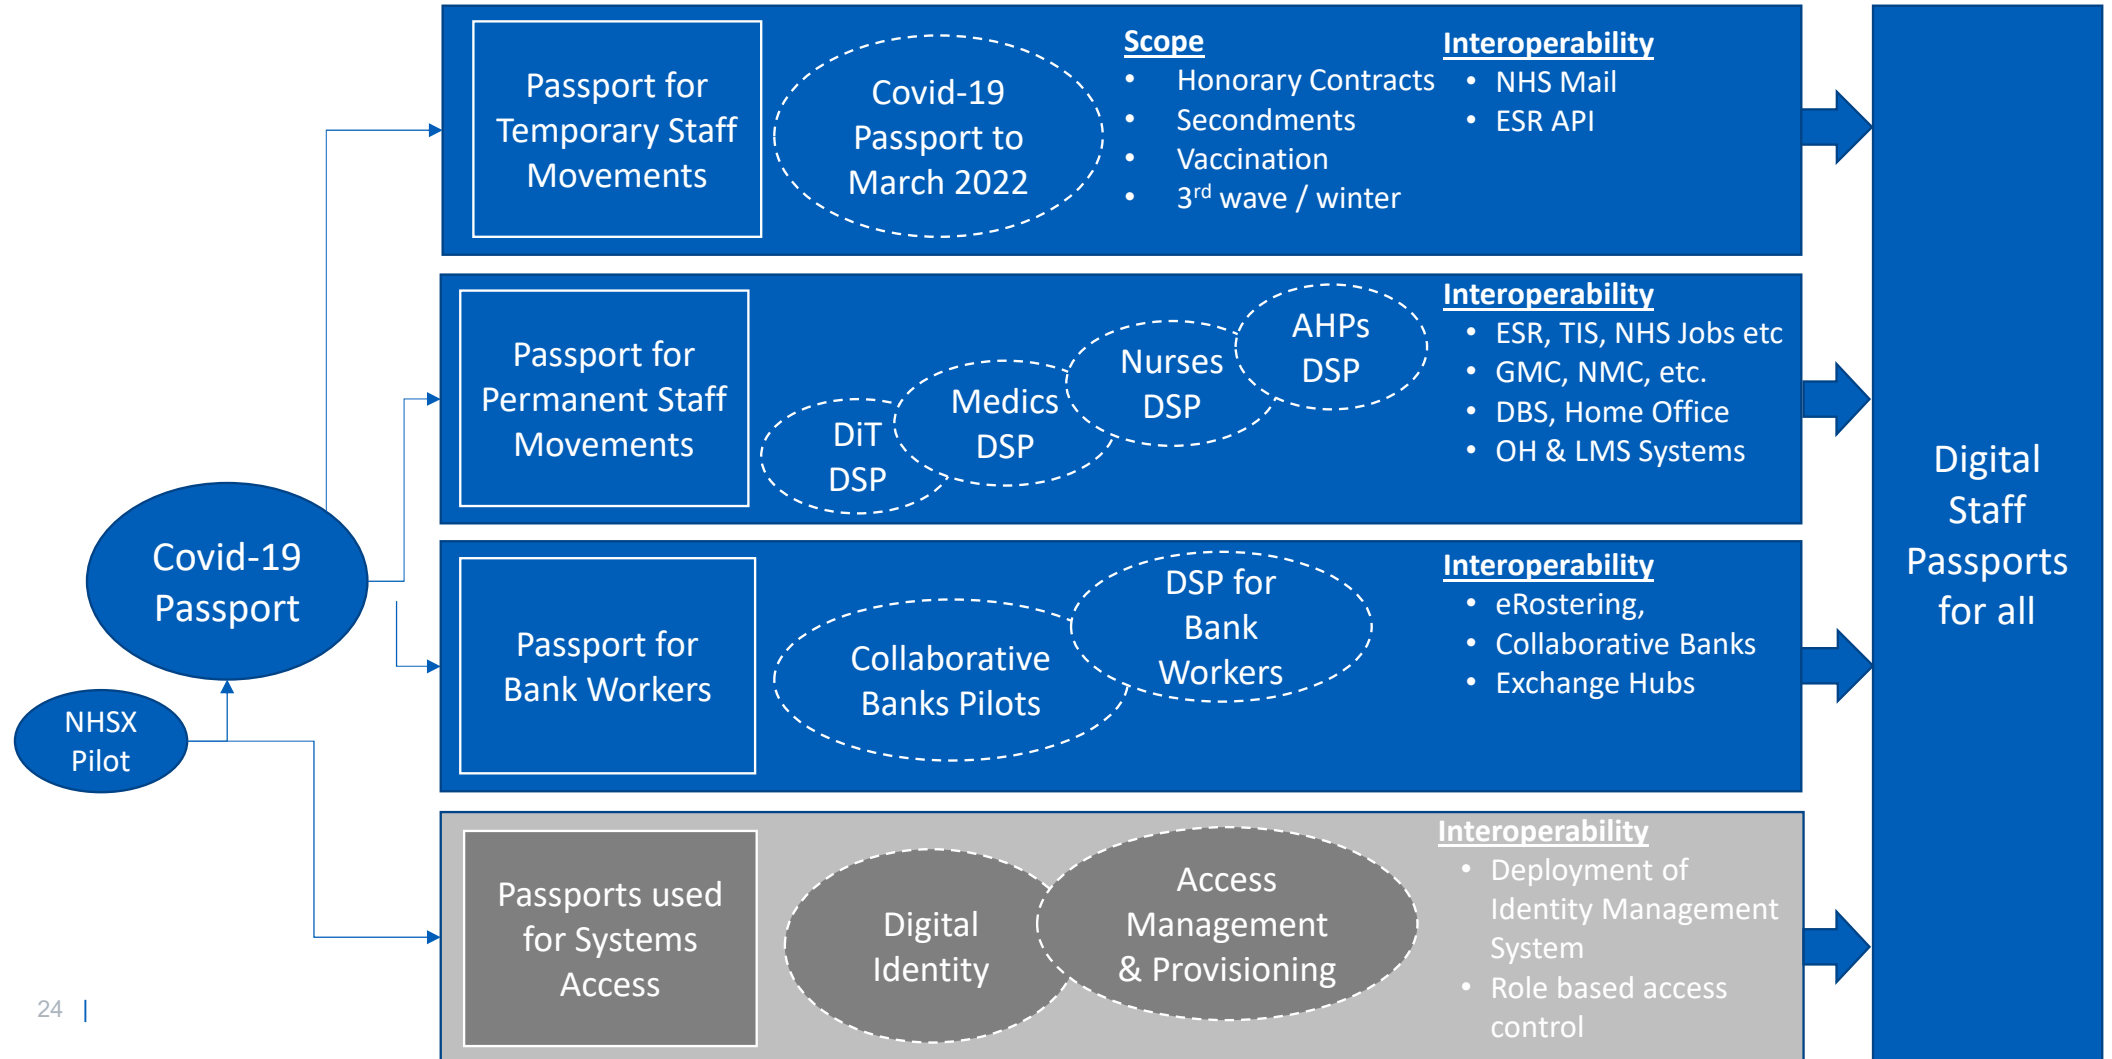 Passport for
Temporary Staff
Movements
Covid-19
Passport to
March 2022
Scope
• Honorary Contracts
• Secondments
• Vaccination
• 3rd wave / winter
Interoperability
• NHS Mail
• ESR API
Passport for
Permanent Staff
Movements
DiT
DSP
Medics
DSP
Nurses
DSP
AHPs
DSP
Interoperability
• ESR, TIS, NHS Jobs etc
• GMC, NMC, etc.
• DBS, Home Office
• OH & LMS Systems
Covid-19
Passport
NHSX
Pilot
Passport for
Bank Workers
Collaborative
Banks Pilots
DSP for
Bank
Workers
Interoperability
• eRostering,
• Collaborative Banks
• Exchange Hubs
Passports used
for Systems
Access
Digital
Identity
Access
Management
& Provisioning
Interoperability
• Deployment of
Identity Management
System
• Role based access
control
Digital
Staff
Passports
for all
24 |